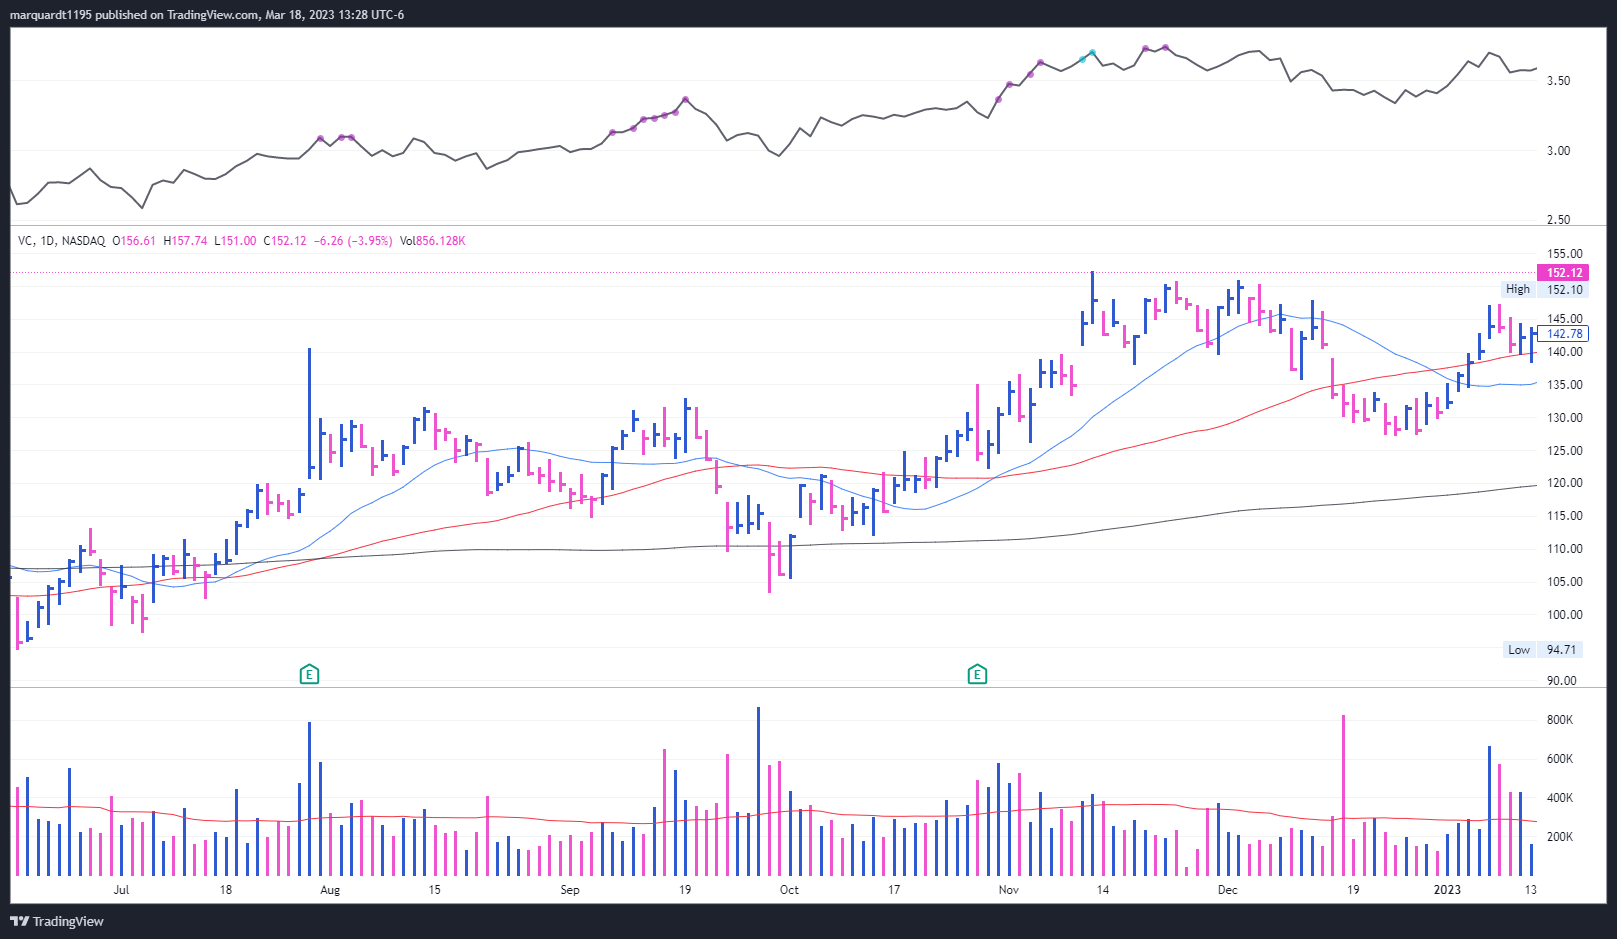 marquardt1195 published on TradingView.com, Mar 18, 2023 13:28 UTC-6
3.50
3.00
2.50
VC, 1D, NASDAQ O156.61 H157.74 L151.00 C152.12 −6.26 (−3.95%) Vol856.128K
155.00
152.12
High 152.10
145.00
142.78
140.00
135.00
130.00
125.00
120.00
115.00
110.00
105.00
100.00
Low 94.71
E E
90.00
800K
600K
400K
200K
Jul 18 Aug 15 Sep 19 Oct 17 Nov 14 Dec 19 2023 13
TradingView